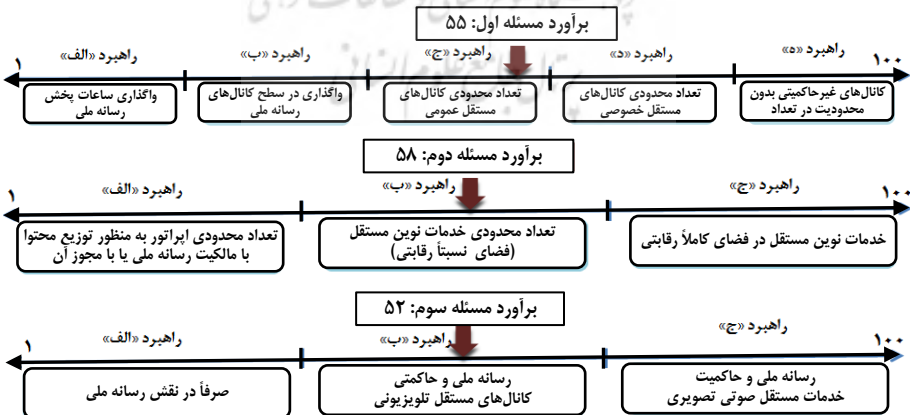 برآورد مسئله اول: ۵۵
۱۰۰ راهبرد «ه» راهبرد «د» راهبرد «ج» راهبرد «ب» راهبرد «الف» ۱
کانال‌های غیرحاکمیتی بدون
محدودیت در تعداد
تعداد محدودی کانال‌های
مستقل خصوصی
تعداد محدودی کانال‌های
مستقل عمومی
واگذاری در سطح کانال‌های
رسانه ملی
واگذاری ساعات پخش
رسانه ملی
برآورد مسئله دوم: ۵۸
۱۰۰ راهبرد «ج» راهبرد «ب» راهبرد «الف» ۱
خدمات نوین مستقل در فضای کاملاً رقابتی
تعداد محدودی خدمات نوین مستقل
(فضای نسبتاً رقابتی)
تعداد محدودی اپراتور به منظور توزیع محتوا
با مالکیت رسانه ملی یا با مجوز آن
برآورد مسئله سوم: ۵۲
۱۰۰ راهبرد «ج» راهبرد «ب» راهبرد «الف» ۱
رسانه ملی و حاکمیت
خدمات مستقل صوتی تصویری
رسانه ملی و حاکمتی
کانال‌های مستقل تلویزیونی
صرفاً در نقش رسانه ملی